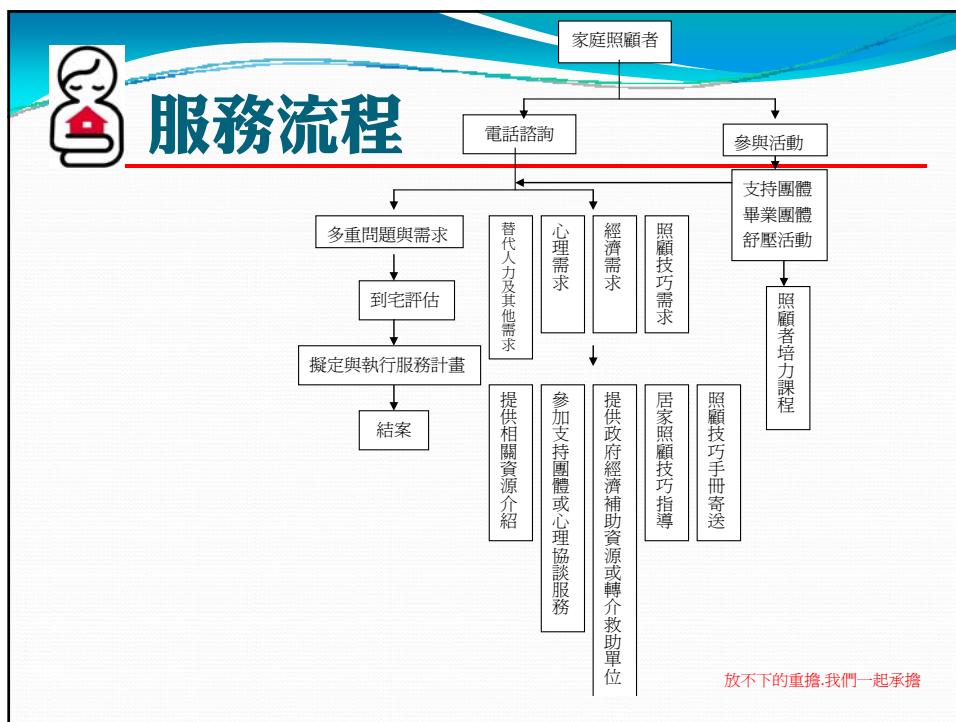 家庭照顧者
服務流程
電話諮詢
參與活動
支持團體
畢業團體
舒壓活動
多重問題與需求
替代人力及其他需求
心理需求
經濟需求
照顧技巧需求
到宅評估
照顧者培力課程
擬定與執行服務計畫
結案
提供相關資源介紹
參加支持團體或心理協談服務
提供政府經濟補助資源或轉介救助單位
居家照顧技巧指導
照顧技巧手冊寄送
放不下的重擔.我們一起承擔